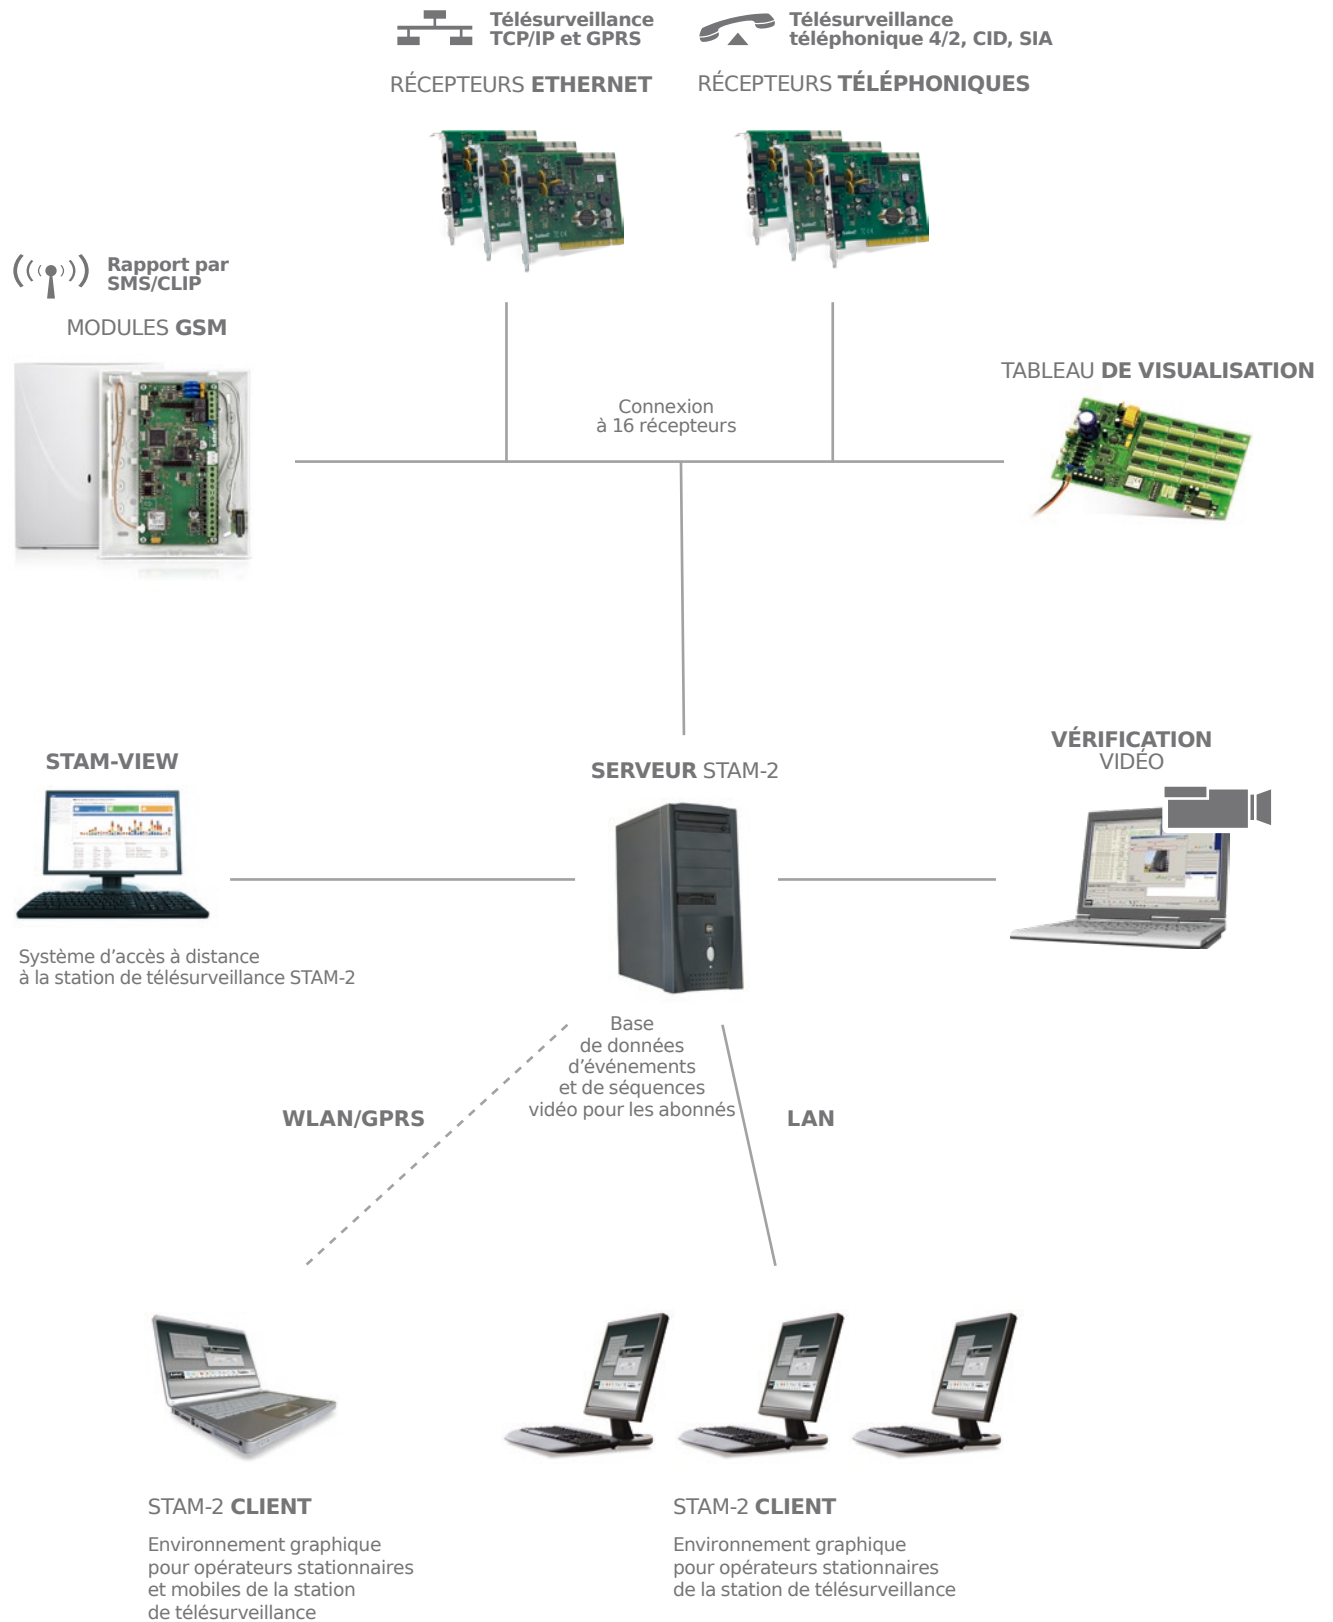 Télésurveillance
TCP/IP et GPRS
RÉCEPTEURS ETHERNET
Télésurveillance
téléphonique 4/2, CID, SIA
RÉCEPTEURS TÉLÉPHONIQUES
Rapport par
SMS/CLIP
MODULES GSM
Connexion
à 16 récepteurs
TABLEAU DE VISUALISATION
STAM-VIEW
Système d’accès à distance
à la station de télésurveillance STAM-2
SERVEUR STAM-2
Base
de données
d’événements
et de séquences
vidéo pour les abonnés
VÉRIFICATION
VIDÉO
WLAN/GPRS
LAN
STAM-2 CLIENT
Environnement graphique
pour opérateurs stationnaires
et mobiles de la station
de télésurveillance
STAM-2 CLIENT
Environnement graphique
pour opérateurs stationnaires
de la station de télésurveillance